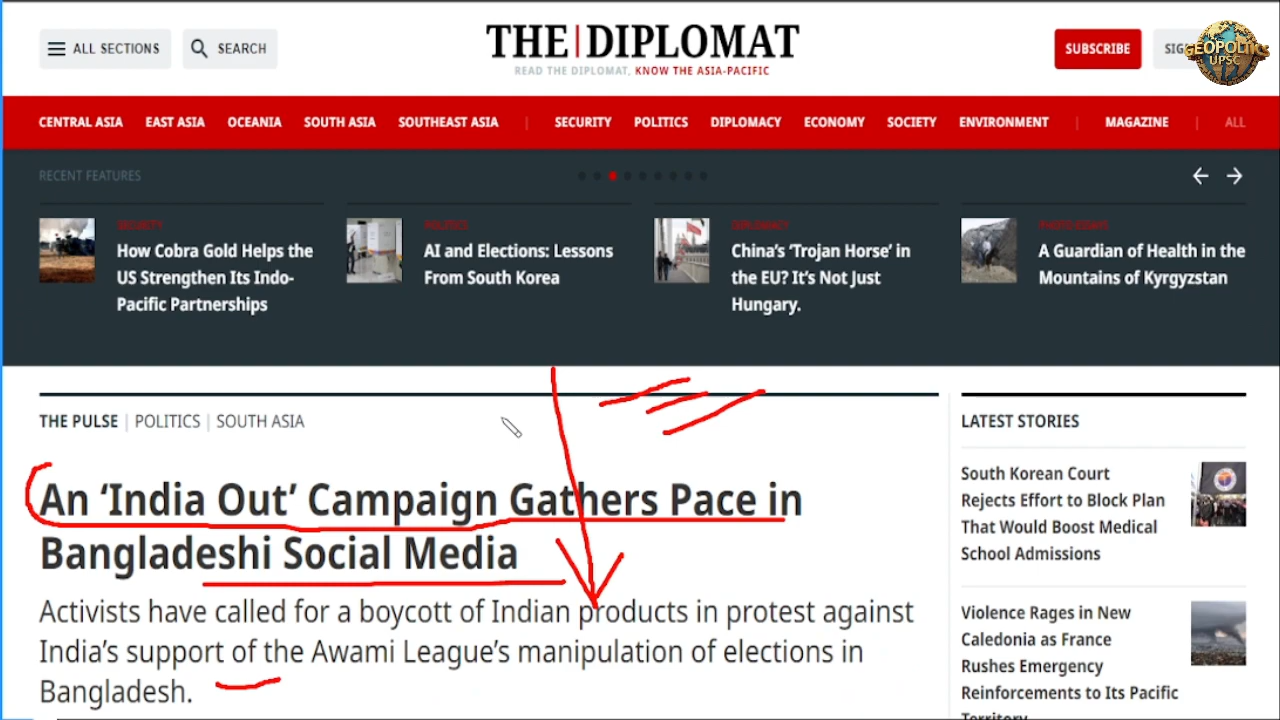 ALL SECTIONS
SEARCH
THE|DIPLOMAT
READ THE DIPLOMAT, KNOW THE ASIA-PACIFIC
SUBSCRIBE
GEOPOLITICS
UPSC
CENTRAL ASIA EAST ASIA OCEANIA SOUTH ASIA SOUTHEAST ASIA | SECURITY POLITICS DIPLOMACY ECONOMY SOCIETY ENVIRONMENT | MAGAZINE | ALL
RECENT FEATURES
SECURITY
How Cobra Gold Helps the
US Strengthen Its Indo-
Pacific Partnerships
POLITICS
AI and Elections: Lessons
From South Korea
DIPLOMACY
China’s ‘Trojan Horse’ in
the EU? It’s Not Just
Hungary.
PHOTO ESSAYS
A Guardian of Health in the
Mountains of Kyrgyzstan
THE PULSE | POLITICS | SOUTH ASIA
An ‘India Out’ Campaign Gathers Pace in
Bangladeshi Social Media
Activists have called for a boycott of Indian products in protest against
India’s support of the Awami League’s manipulation of elections in
Bangladesh.
LATEST STORIES
South Korean Court
Rejects Effort to Block Plan
That Would Boost Medical
School Admissions
Violence Rages in New
Caledonia as France
Rushes Emergency
Reinforcements to Its Pacific
Territory